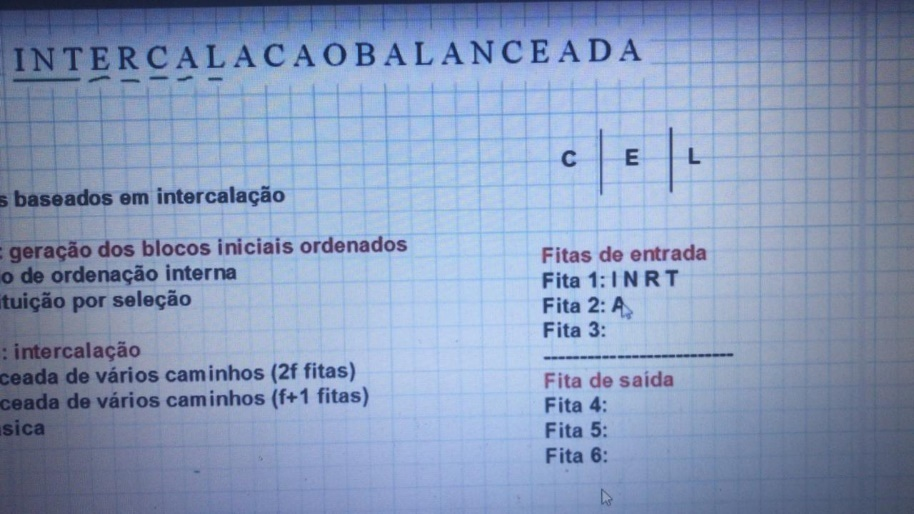 INTERCALACAOBALANCEADA
C E L
s baseados em intercalação
: geração dos blocos iniciais ordenados
o de ordenação interna
ituição por seleção
: intercalação
ceada de vários caminhos (2f fitas)
ceada de vários caminhos (f+1 fitas)
sica
Fitas de entrada
Fita 1: I N R T
Fita 2: A
Fita 3:
---------------------------
Fita de saída
Fita 4:
Fita 5:
Fita 6: